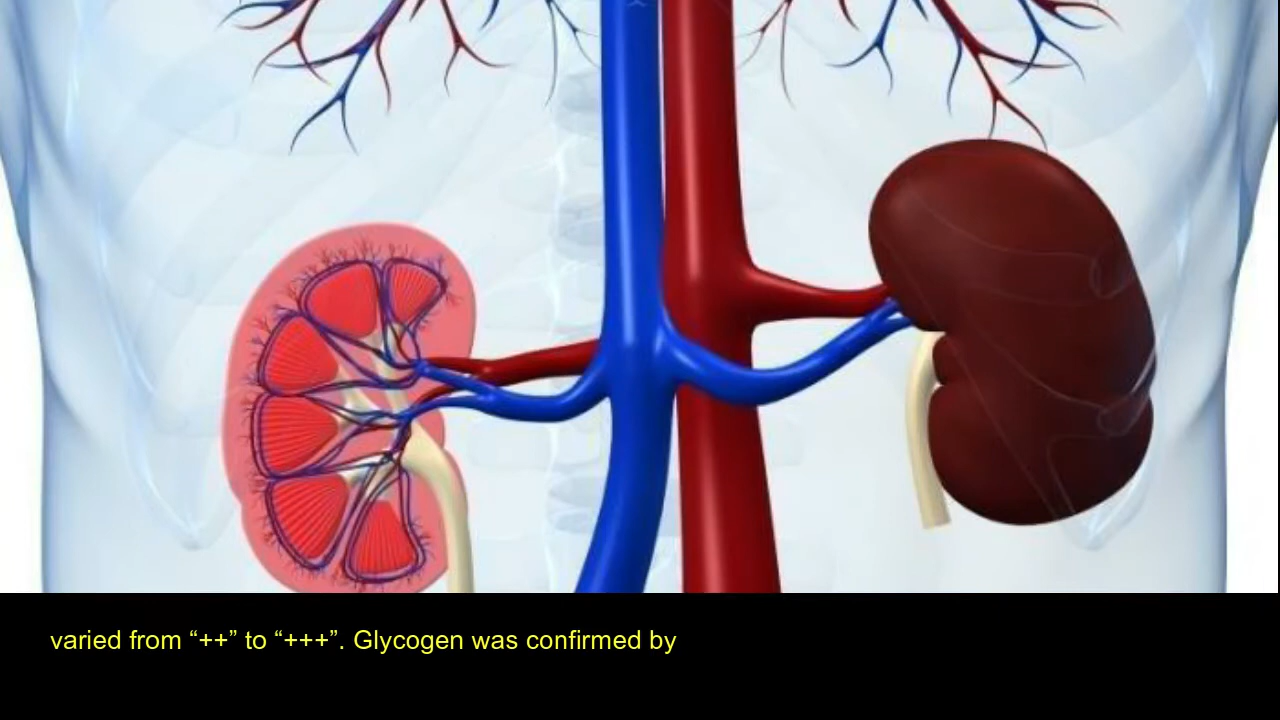 varied from “++” to “+++”. Glycogen was confirmed by